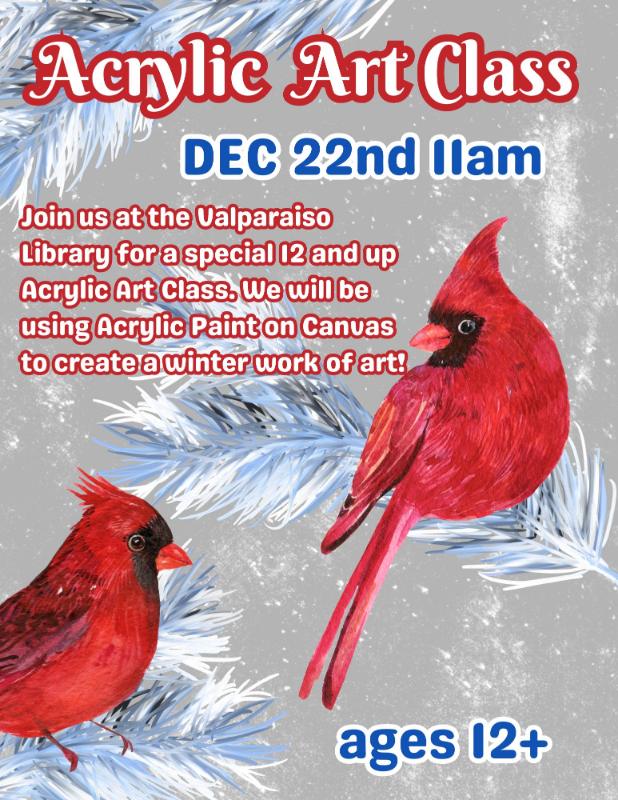 Acrylic Art Class
DEC 22nd 11am
Join us at the Valparaiso
Library for a special 12 and up
Acrylic Art Class. We will be
using Acrylic Paint on Canvas
to create a winter work of art!
ages 12+